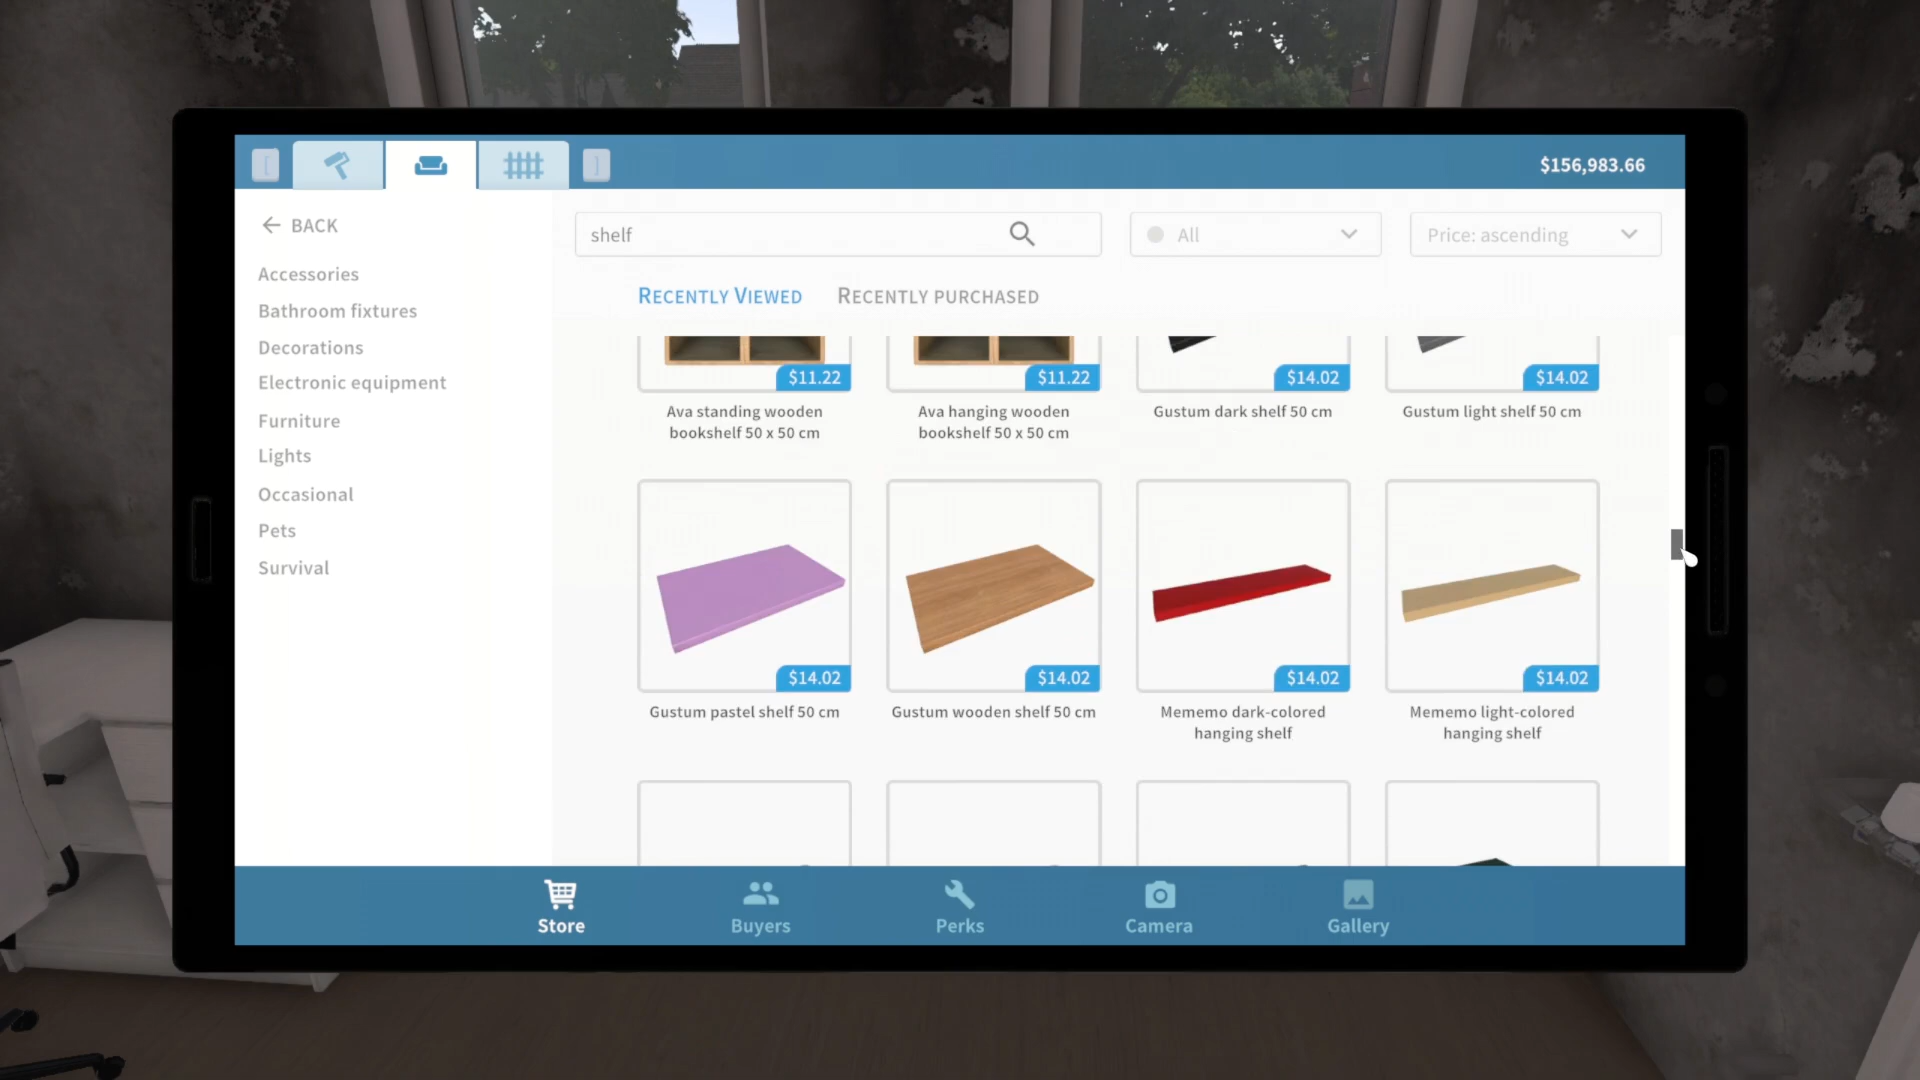 [
]
$156,983.66
BACK
shelf
All
Price: ascending
Accessories
Bathroom fixtures
Decorations
Electronic equipment
Furniture
Lights
Occasional
Pets
Survival
RECENTLY VIEWED
RECENTLY PURCHASED
$11.22
$11.22
$14.02
$14.02
Ava standing wooden
bookshelf 50 x 50 cm
Ava hanging wooden
bookshelf 50 x 50 cm
Gustum dark shelf 50 cm
Gustum light shelf 50 cm
$14.02
$14.02
$14.02
$14.02
Gustum pastel shelf 50 cm
Gustum wooden shelf 50 cm
Mememo dark-colored
hanging shelf
Mememo light-colored
hanging shelf
Store
Buyers
Perks
Camera
Gallery